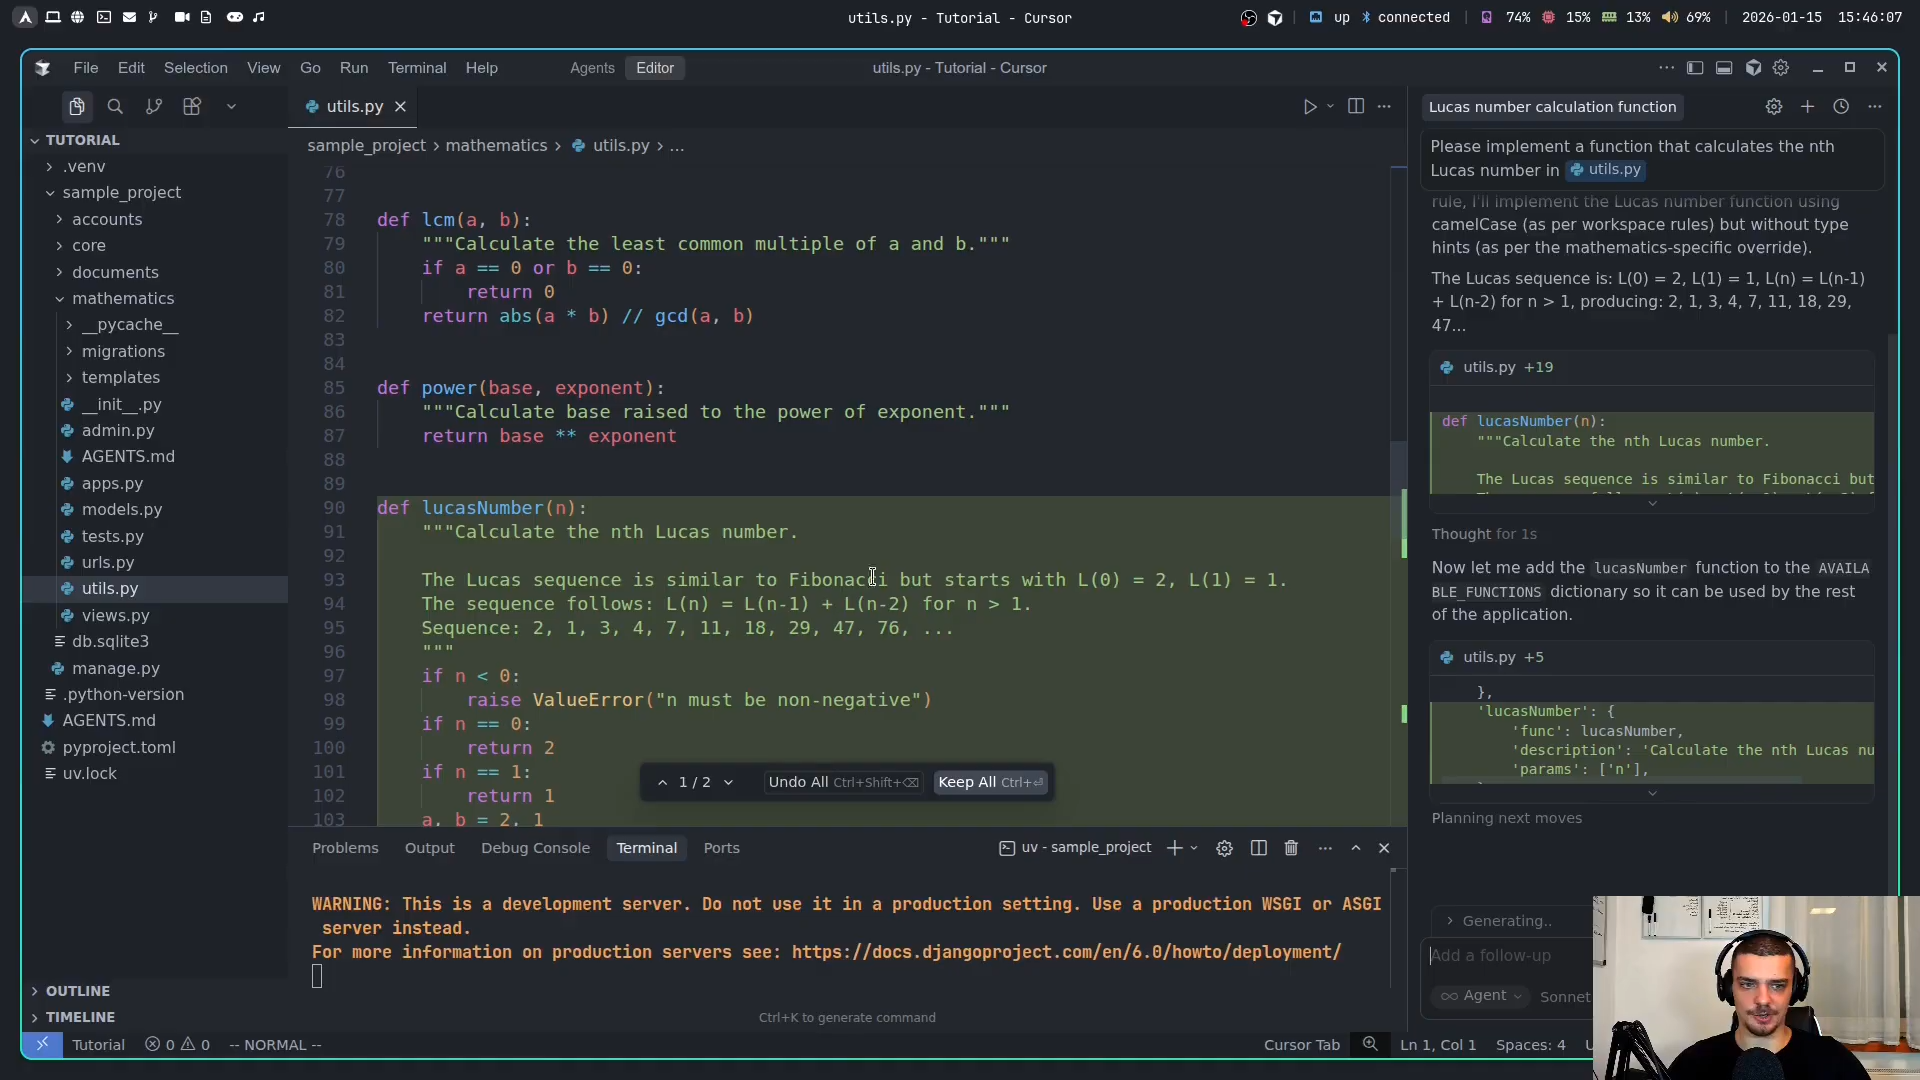 utils.py - Tutorial - Cursor
up
connected
74%
15%
13%
69%
2026-01-15
15:46:07
File Edit Selection View Go Run Terminal Help
Agents Editor
utils.py - Tutorial - Cursor
TUTORIAL
.venv
sample_project
accounts
core
documents
mathematics
__pycache__
migrations
templates
__init__.py
admin.py
AGENTS.md
apps.py
models.py
tests.py
urls.py
utils.py
views.py
db.sqlite3
manage.py
.python-version
AGENTS.md
pyproject.toml
uv.lock
OUTLINE
TIMELINE
utils.py
sample_project > mathematics > utils.py > ...
76
77
78 def lcm(a, b):
79 """Calculate the least common multiple of a and b."""
80 if a == 0 or b == 0:
81 return 0
82 return abs(a * b) // gcd(a, b)
83
84
85 def power(base, exponent):
86 """Calculate base raised to the power of exponent."""
87 return base ** exponent
88
89
90 def lucasNumber(n):
91 """Calculate the nth Lucas number.
92
93 The Lucas sequence is similar to Fibonacci but starts with L(0) = 2, L(1) = 1.
94 The sequence follows: L(n) = L(n-1) + L(n-2) for n > 1.
95 Sequence: 2, 1, 3, 4, 7, 11, 18, 29, 47, 76, ...
96 """
97 if n < 0:
98 raise ValueError("n must be non-negative")
99 if n == 0:
100 return 2
101 if n == 1:
102 return 1
103 a, b = 2, 1
1 / 2 Undo All Ctrl+Shift+⌫ Keep All Ctrl+⏎
Problems Output Debug Console Terminal Ports
uv - sample_project
WARNING: This is a development server. Do not use it in a production setting. Use a production WSGI or ASGI
server instead.
For more information on production servers see: https://docs.djangoproject.com/en/6.0/howto/deployment/
Ctrl+K to generate command
Lucas number calculation function
Please implement a function that calculates the nth
Lucas number in utils.py
rule, I'll implement the Lucas number function using
camelCase (as per workspace rules) but without type
hints (as per the mathematics-specific override).
The Lucas sequence is: L(0) = 2, L(1) = 1, L(n) = L(n-1)
+ L(n-2) for n > 1, producing: 2, 1, 3, 4, 7, 11, 18, 29,
47...
utils.py +19
def lucasNumber(n):
"""Calculate the nth Lucas number.
The Lucas sequence is similar to Fibonacci but
Thought for 1s
Now let me add the lucasNumber function to the AVAILA
BLE_FUNCTIONS dictionary so it can be used by the rest
of the application.
utils.py +5
},
'lucasNumber': {
'func': lucasNumber,
'description': 'Calculate the nth Lucas nu
'params': ['n'],
Planning next moves
Generating..
Add a follow-up
Agent
Sonnet
Tutorial
0 0
-- NORMAL --
Cursor Tab
Ln 1, Col 1
Spaces: 4